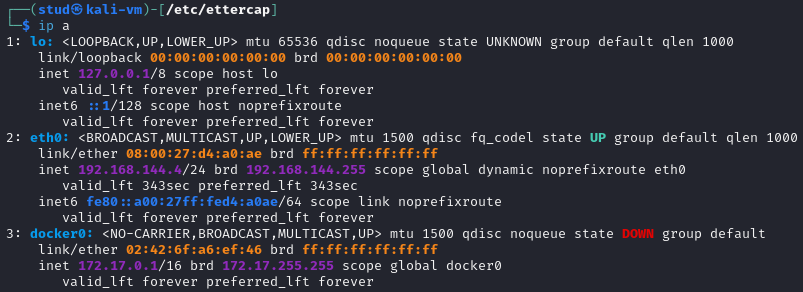 ┌──(stud㉿kali-vm)-[/etc/ettercap]
└─$ ip a
1: lo: <LOOPBACK,UP,LOWER_UP> mtu 65536 qdisc noqueue state UNKNOWN group default qlen 1000
    link/loopback 00:00:00:00:00:00 brd 00:00:00:00:00:00
    inet 127.0.0.1/8 scope host lo
       valid_lft forever preferred_lft forever
    inet6 ::1/128 scope host noprefixroute
       valid_lft forever preferred_lft forever
2: eth0: <BROADCAST,MULTICAST,UP,LOWER_UP> mtu 1500 qdisc fq_codel state UP group default qlen 1000
    link/ether 08:00:27:d4:a0:ae brd ff:ff:ff:ff:ff:ff
    inet 192.168.144.4/24 brd 192.168.144.255 scope global dynamic noprefixroute eth0
       valid_lft 343sec preferred_lft 343sec
    inet6 fe80::a00:27ff:fed4:a0ae/64 scope link noprefixroute
       valid_lft forever preferred_lft forever
3: docker0: <NO-CARRIER,BROADCAST,MULTICAST,UP> mtu 1500 qdisc noqueue state DOWN group default
    link/ether 02:42:6f:a6:ef:46 brd ff:ff:ff:ff:ff:ff
    inet 172.17.0.1/16 brd 172.17.255.255 scope global docker0
       valid_lft forever preferred_lft forever